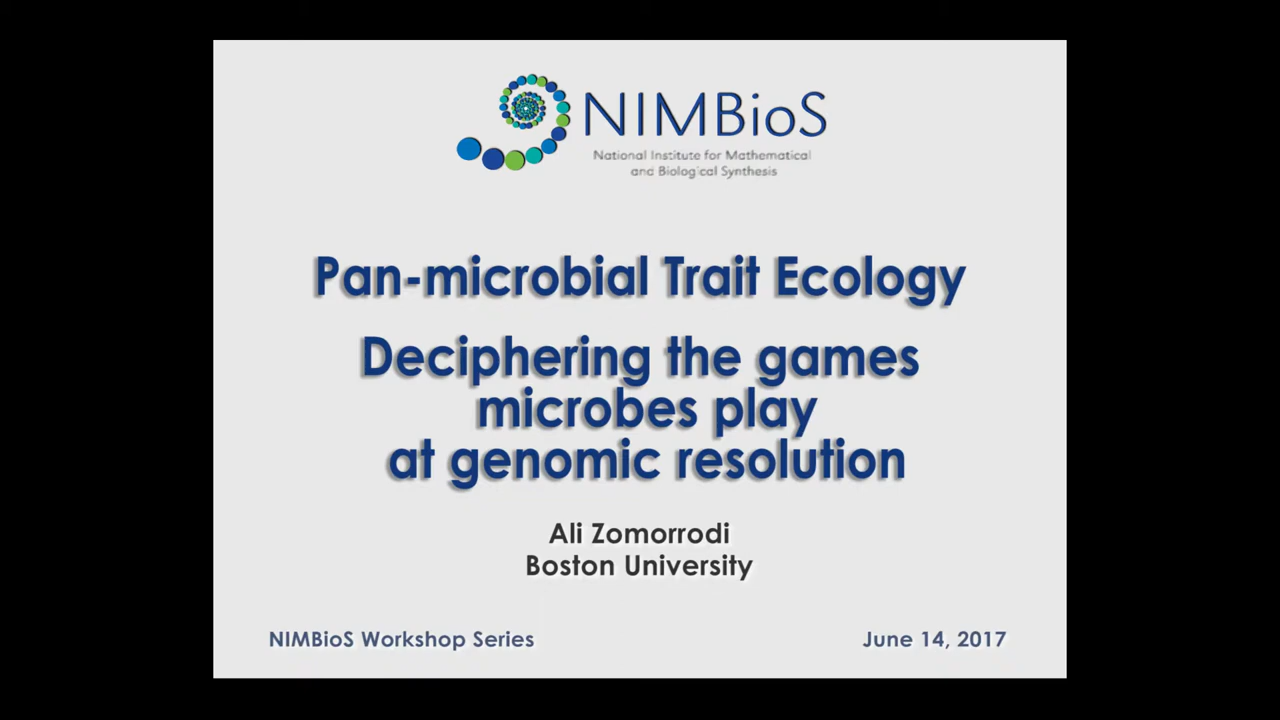 NIMBioS
National Institute for Mathematical
and Biological Synthesis
Pan-microbial Trait Ecology
Deciphering the games
microbes play
at genomic resolution
Ali Zomorrodi
Boston University
NIMBioS Workshop Series
June 14, 2017